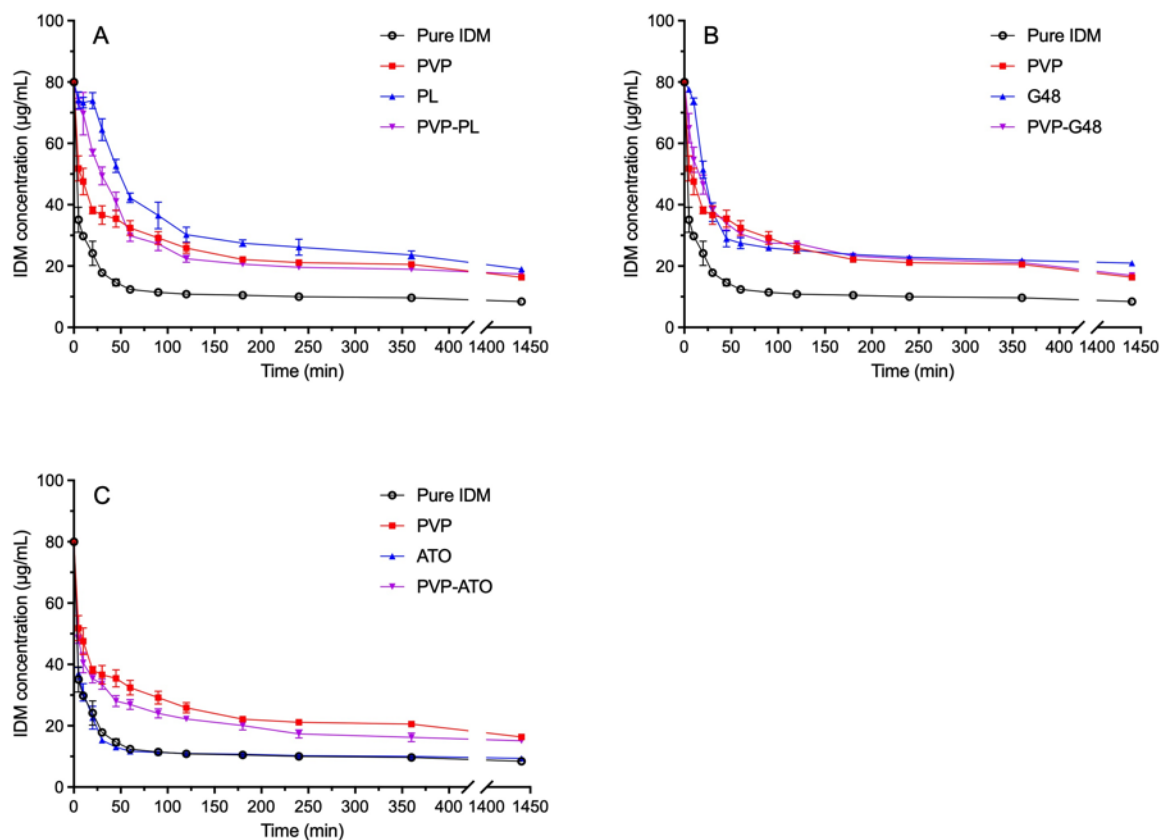 A
Pure IDM
PVP
PL
PVP-PL
IDM concentration (µg/mL)
100
80
60
40
20
0
0 50 100 150 200 250 300 350 400 1400 1450
Time (min)
B
Pure IDM
PVP
G48
PVP-G48
IDM concentration (µg/mL)
100
80
60
40
20
0
0 50 100 150 200 250 300 350 400 1400 1450
Time (min)
C
Pure IDM
PVP
ATO
PVP-ATO
IDM concentration (µg/mL)
100
80
60
40
20
0
0 50 100 150 200 250 300 350 400 1400 1450
Time (min)